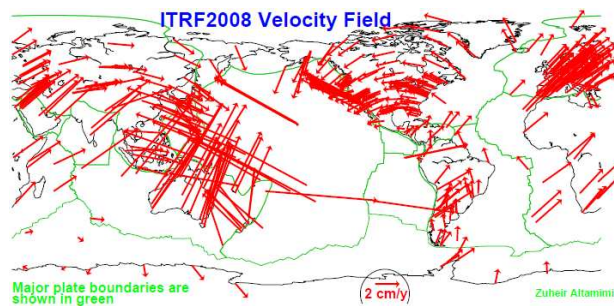 ITRF2008 Velocity Field
Major plate boundaries are
shown in green
2 cm/y
Zuheir Altamimi